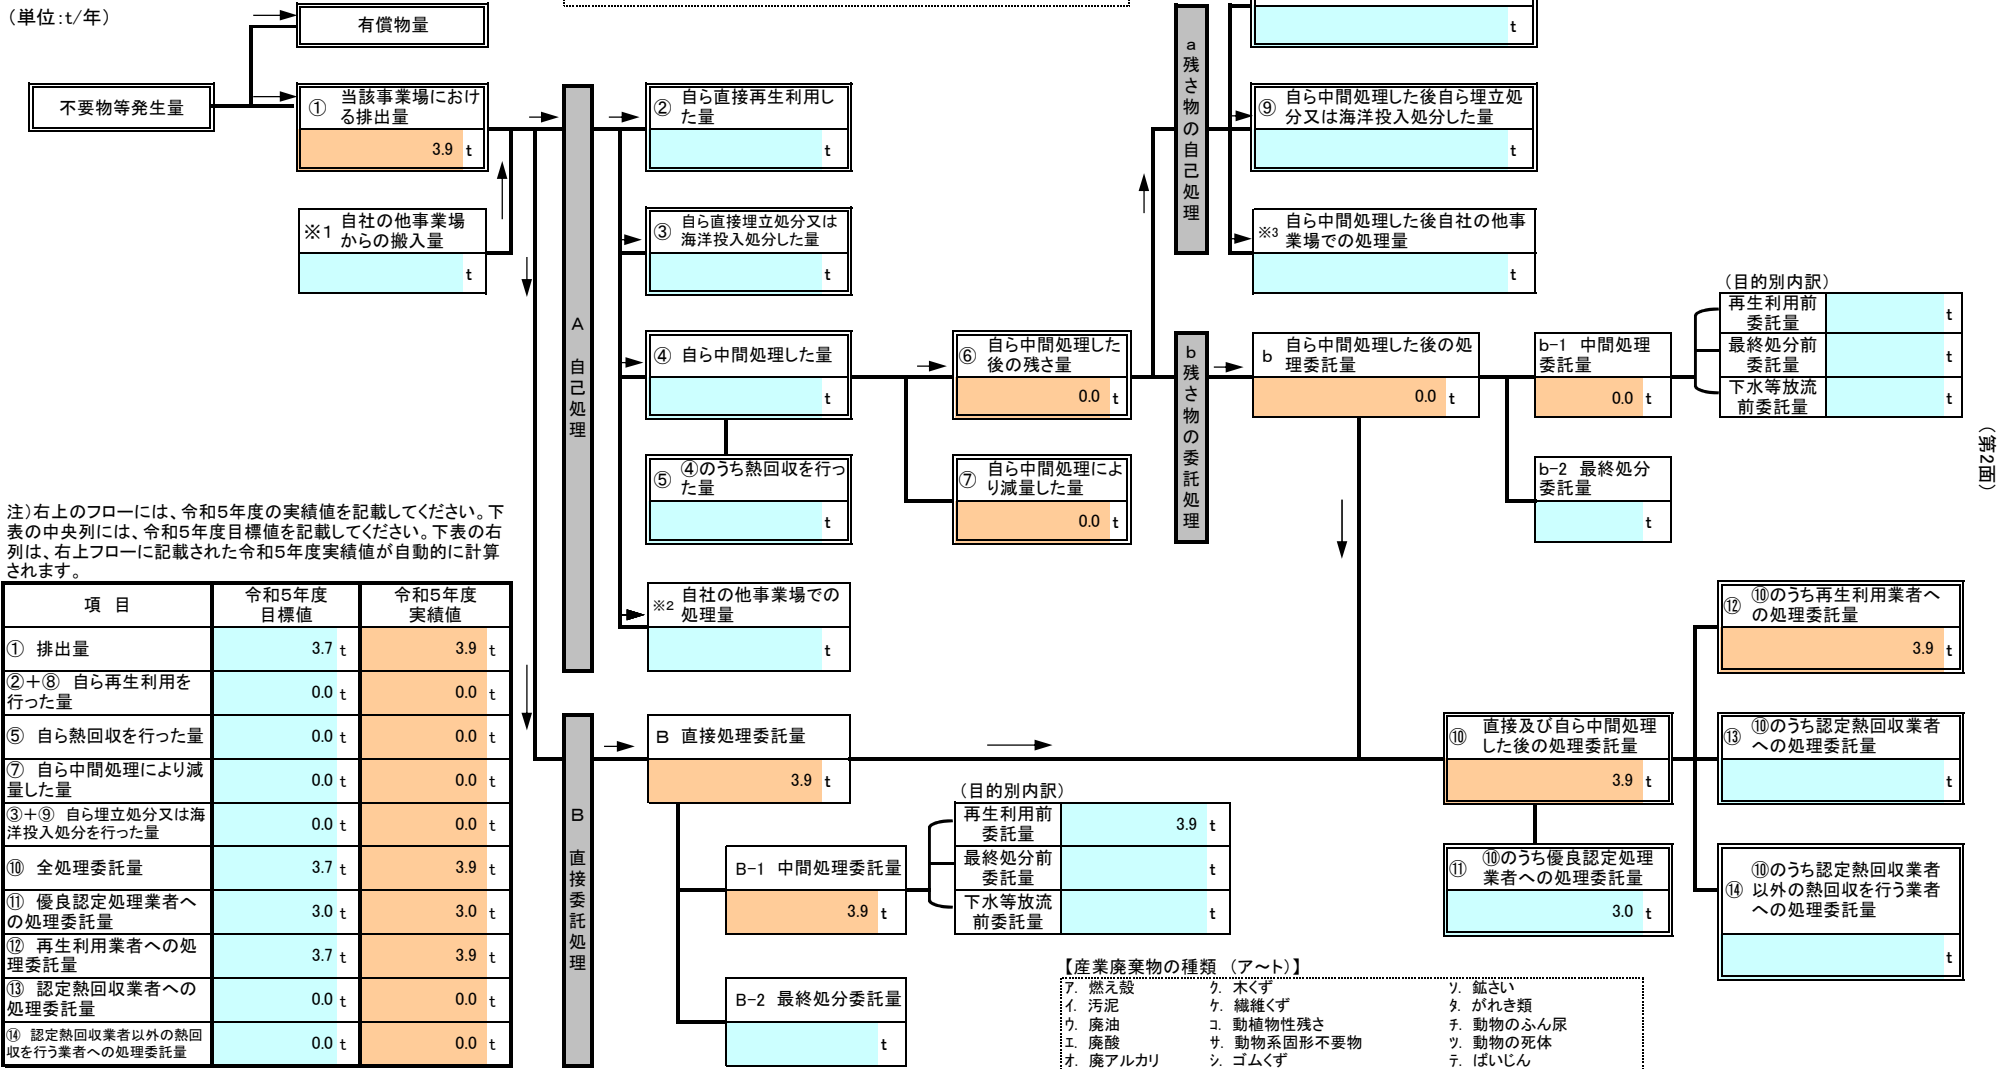 （単位:t/年）
有償物量
t
不要物等発生量
① 当該事業場におけ
る排出量
3.9 t
※1 自社の他事業場
からの搬入量
t
A 自己処理
② 自ら直接再生利用し
た量
t
③ 自ら直接埋立処分又は
海洋投入処分した量
t
④ 自ら中間処理した量
t
⑤ ④のうち熱回収を行っ
た量
t
※2 自社の他事業場での
処理量
t
⑥ 自ら中間処理した
後の残さ量
0.0 t
⑦ 自ら中間処理によ
り減量した量
0.0 t
a残さ物の自己処理
⑨ 自ら中間処理した後自ら埋立処
分又は海洋投入処分した量
t
※3 自ら中間処理した後自社の他事
業場での処理量
t
b残さ物の委託処理
b 自ら中間処理した後の処
理委託量
0.0 t
b-1 中間処理
委託量
0.0 t
b-2 最終処分
委託量
t
（目的別内訳）
再生利用前
委託量
t
最終処分前
委託量
t
下水等放流
前委託量
t
（第2面）
注)右上のフローには、令和5年度の実績値を記載してください。下
表の中央列には、令和5年度目標値を記載してください。下表の右
列は、右上フローに記載された令和5年度実績値が自動的に計算
されます。
項 目 令和5年度
目標値 令和5年度
実績値
① 排出量 3.7 t 3.9 t
②+⑧ 自ら再生利用を
行った量 0.0 t 0.0 t
⑤ 自ら熱回収を行った量 0.0 t 0.0 t
⑦ 自ら中間処理により減
量した量 0.0 t 0.0 t
③+⑨ 自ら埋立処分又は海
洋投入処分を行った量 0.0 t 0.0 t
⑩ 全処理委託量 3.7 t 3.9 t
⑪ 優良認定処理業者へ
の処理委託量 3.0 t 3.0 t
⑫ 再生利用業者への処
理委託量 3.7 t 3.9 t
⑬ 認定熱回収業者への
処理委託量 0.0 t 0.0 t
⑭ 認定熱回収業者以外の熱回
収を行う業者への処理委託量 0.0 t 0.0 t
B 直接委託処理
B 直接処理委託量
3.9 t
B-1 中間処理委託量
3.9 t
B-2 最終処分委託量
t
（目的別内訳）
再生利用前
委託量
3.9 t
最終処分前
委託量
t
下水等放流
前委託量
t
⑩ 直接及び自ら中間処理
した後の処理委託量
3.9 t
⑪ ⑩のうち優良認定処理
業者への処理委託量
3.0 t
⑫ ⑩のうち再生利用業者へ
の処理委託量
3.9 t
⑬ ⑩のうち認定熱回収業者
への処理委託量
t
⑭ ⑩のうち認定熱回収業者
以外の熱回収を行う業者
への処理委託量
t
【産業廃棄物の種類 （ア～ト）】
ア. 燃え殻 ク. 木くず ソ. 鉱さい
イ. 汚泥 ケ. 繊維くず タ. がれき類
ウ. 廃油 コ. 動植物性残さ チ. 動物のふん尿
エ. 廃酸 サ. 動物系固形不要物 ツ. 動物の死体
オ. 廃アルカリ シ. ゴムくず テ. ばいじん